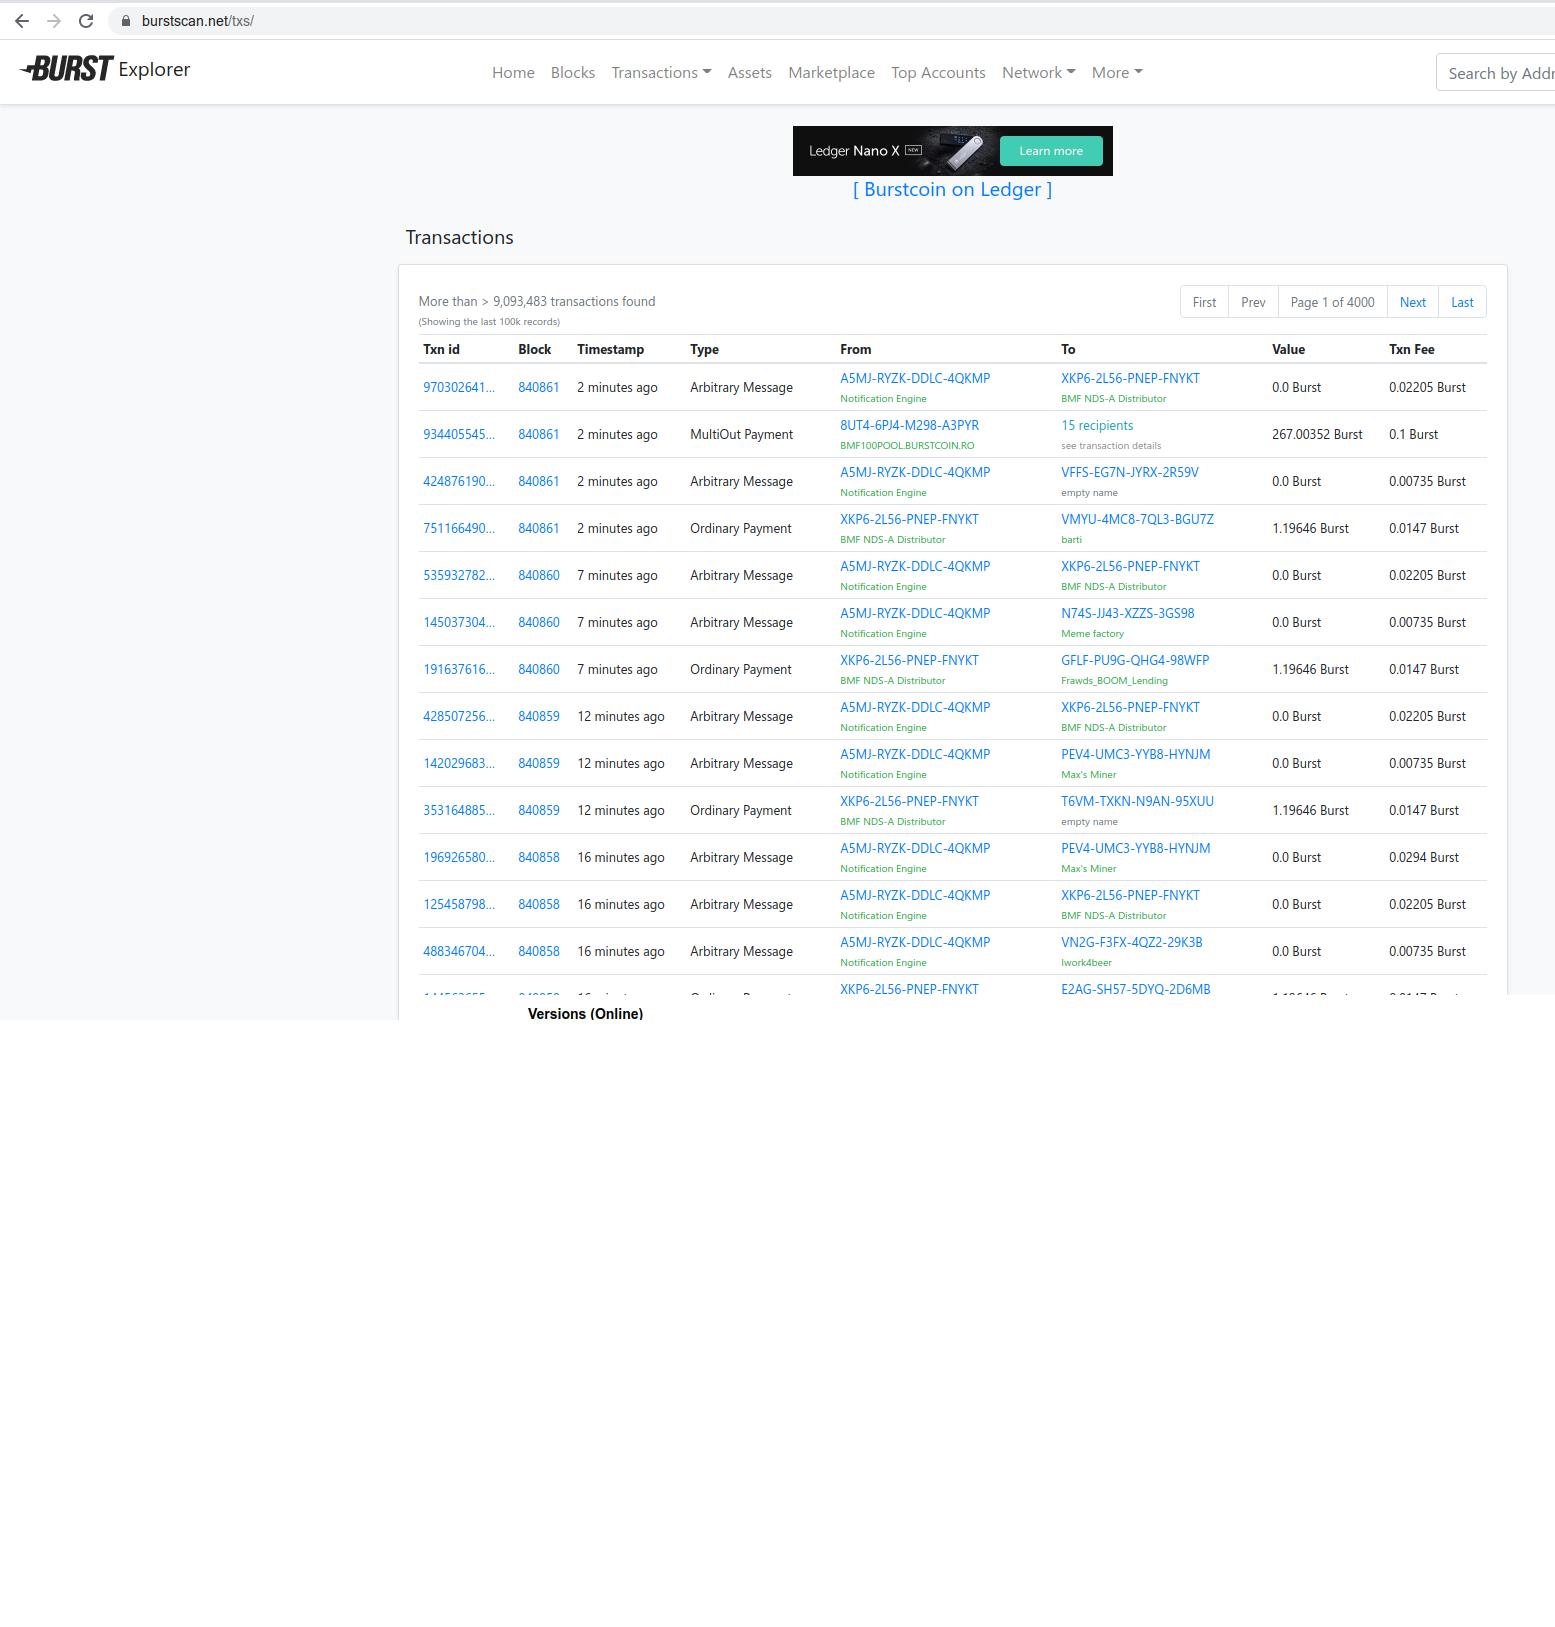 burstscan.net/txs/
BURST Explorer
Home Blocks Transactions Assets Marketplace Top Accounts Network More
Search by Addr
Ledger Nano X NEW Learn more
[ Burstcoin on Ledger ]
Transactions
More than > 9,093,483 transactions found
(Showing the last 100k records)
First Prev Page 1 of 4000 Next Last
Txn id Block Timestamp Type From To Value Txn Fee
970302641... 840861 2 minutes ago Arbitrary Message A5MJ-RYZK-DDLC-4QKMP XKP6-2L56-PNEP-FNYKT 0.0 Burst 0.02205 Burst
Notification Engine BMF NDS-A Distributor
934405545... 840861 2 minutes ago MultiOut Payment 8UT4-6PJ4-M298-A3PYR 15 recipients 267.00352 Burst 0.1 Burst
BMF100POOL.BURSTCOIN.RO see transaction details
424876190... 840861 2 minutes ago Arbitrary Message A5MJ-RYZK-DDLC-4QKMP VFFS-EG7N-JYRX-2R59V 0.0 Burst 0.00735 Burst
Notification Engine empty name
751166490... 840861 2 minutes ago Ordinary Payment XKP6-2L56-PNEP-FNYKT VMYU-4MC8-7QL3-BGU7Z 1.19646 Burst 0.0147 Burst
BMF NDS-A Distributor barti
535932782... 840860 7 minutes ago Arbitrary Message A5MJ-RYZK-DDLC-4QKMP XKP6-2L56-PNEP-FNYKT 0.0 Burst 0.02205 Burst
Notification Engine BMF NDS-A Distributor
145037304... 840860 7 minutes ago Arbitrary Message A5MJ-RYZK-DDLC-4QKMP N74S-JJ43-XZZS-3GS98 0.0 Burst 0.00735 Burst
Notification Engine Meme factory
191637616... 840860 7 minutes ago Ordinary Payment XKP6-2L56-PNEP-FNYKT GFLF-PU9G-QHG4-98WFP 1.19646 Burst 0.0147 Burst
BMF NDS-A Distributor Frawds_BOOM_Lending
428507256... 840859 12 minutes ago Arbitrary Message A5MJ-RYZK-DDLC-4QKMP XKP6-2L56-PNEP-FNYKT 0.0 Burst 0.02205 Burst
Notification Engine BMF NDS-A Distributor
142029683... 840859 12 minutes ago Arbitrary Message A5MJ-RYZK-DDLC-4QKMP PEV4-UMC3-YYB8-HYNJM 0.0 Burst 0.00735 Burst
Notification Engine Max's Miner
353164885... 840859 12 minutes ago Ordinary Payment XKP6-2L56-PNEP-FNYKT T6VM-TXKN-N9AN-95XUU 1.19646 Burst 0.0147 Burst
BMF NDS-A Distributor empty name
196926580... 840858 16 minutes ago Arbitrary Message A5MJ-RYZK-DDLC-4QKMP PEV4-UMC3-YYB8-HYNJM 0.0 Burst 0.0294 Burst
Notification Engine Max's Miner
125458798... 840858 16 minutes ago Arbitrary Message A5MJ-RYZK-DDLC-4QKMP XKP6-2L56-PNEP-FNYKT 0.0 Burst 0.02205 Burst
Notification Engine BMF NDS-A Distributor
488346704... 840858 16 minutes ago Arbitrary Message A5MJ-RYZK-DDLC-4QKMP VN2G-F3FX-4QZ2-29K3B 0.0 Burst 0.00735 Burst
Notification Engine Iwork4beer
XKP6-2L56-PNEP-FNYKT E2AG-SH57-5DYQ-2D6MB
Versions (Online)